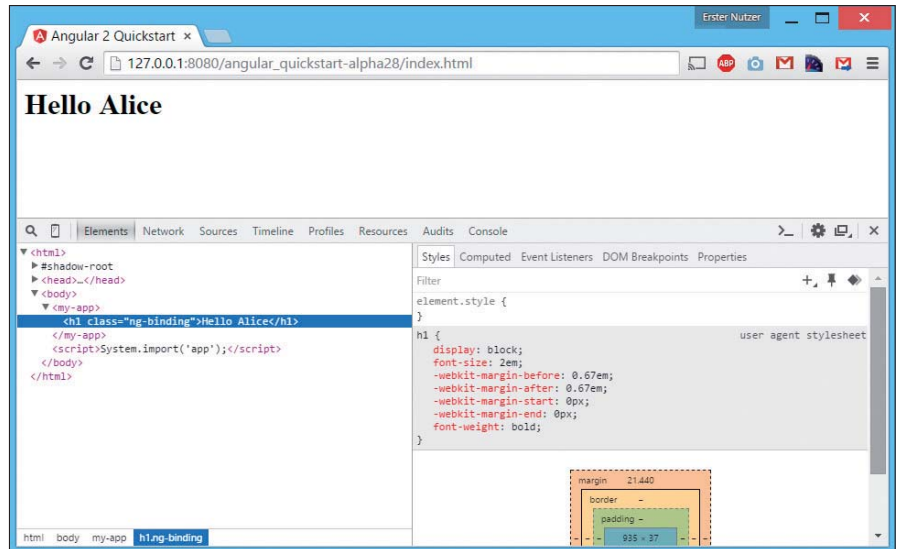 Erster Nutzer
Angular 2 Quickstart ×
127.0.0.1:8080/angular_quickstart-alpha28/index.html
ABP
Hello Alice
Elements Network Sources Timeline Profiles Resources Audits Console
<html>
#shadow-root
<head>…</head>
<body>
<my-app>
<h1 class="ng-binding">Hello Alice</h1>
</my-app>
<script>System.import('app');</script>
</body>
</html>
html body my-app h1.ng-binding
Styles Computed Event Listeners DOM Breakpoints Properties
Filter
element.style {
}
h1 { user agent stylesheet
display: block;
font-size: 2em;
-webkit-margin-before: 0.67em;
-webkit-margin-after: 0.67em;
-webkit-margin-start: 0px;
-webkit-margin-end: 0px;
font-weight: bold;
}
margin 21.440
border –
padding –
935 × 37